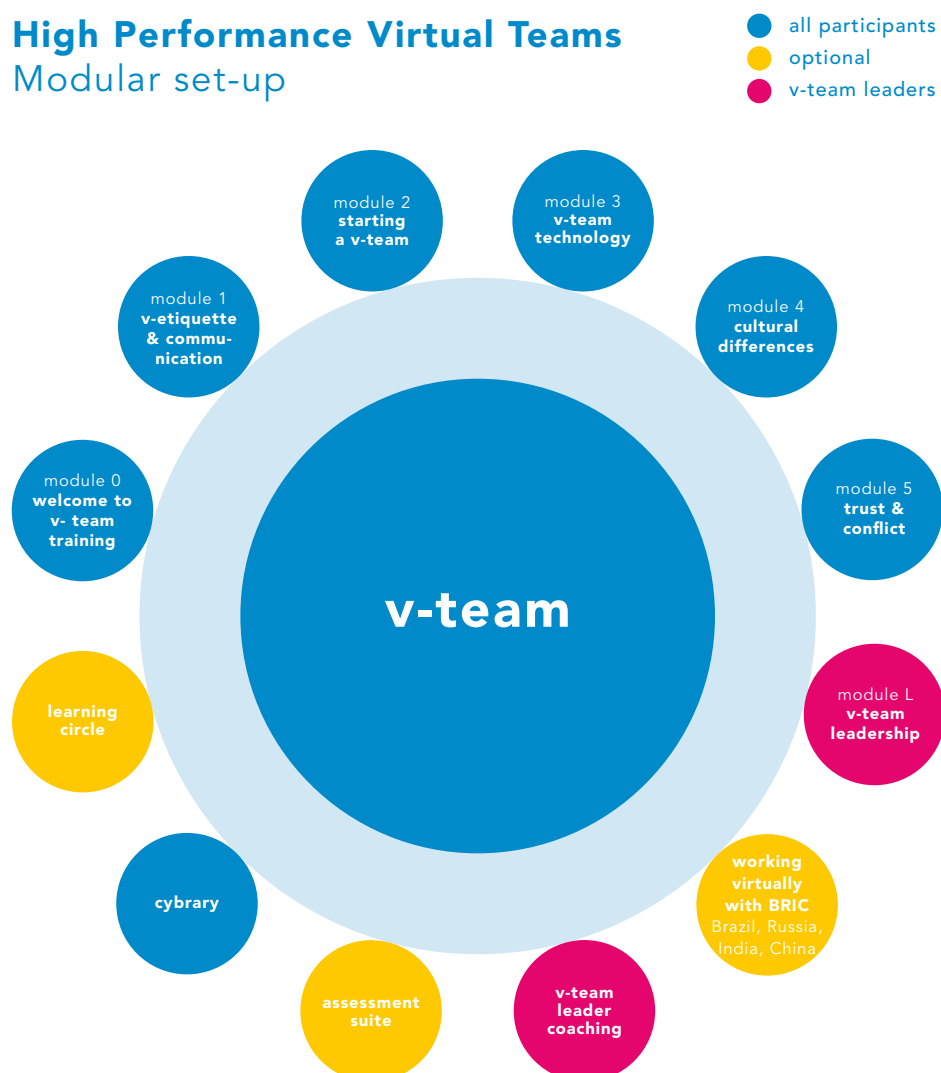 High Performance Virtual Teams
Modular set-up
all participants
optional
v-team leaders
module 2
starting
a v-team
module 3
v-team
technology
module 1
v-etiquette
& commu-
nication
module 4
cultural
differences
module 0
welcome to
v- team
training
module 5
trust &
conflict
v-team
learning
circle
module L
v-team
leadership
cybrary
working
virtually
with BRIC
Brazil, Russia,
India, China
assessment
suite
v-team
leader
coaching